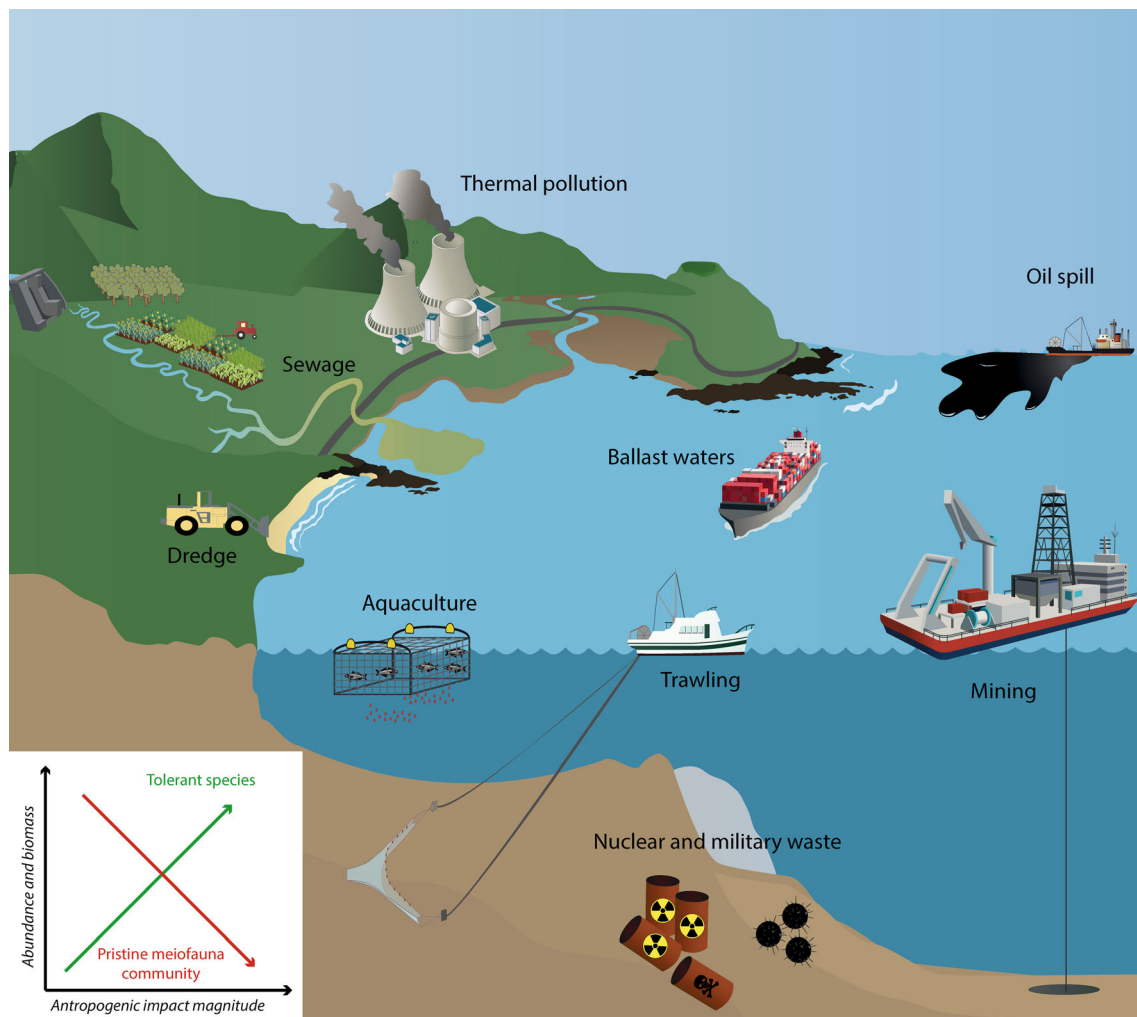 Thermal pollution
Oil spill
Sewage
Ballast waters
Dredge
Aquaculture
Trawling
Mining
Nuclear and military waste
Abundance and biomass
Tolerant species
Pristine meiofauna
community
Antropogenic impact magnitude